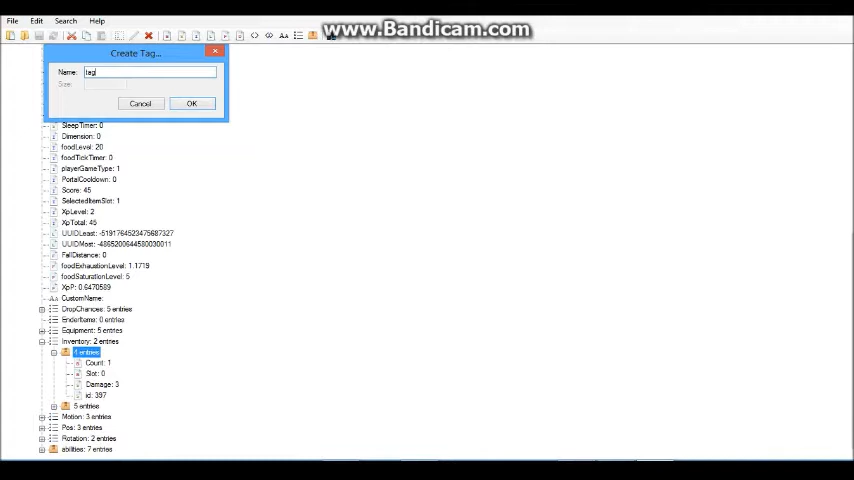 File Edit Search Help
www.Bandicam.com
Create Tag...
Name: tag
Size:
Cancel OK
SleepTimer: 0
Dimension: 0
foodLevel: 20
foodTickTimer: 0
playerGameType: 1
PortalCooldown: 0
Score: 45
SelectedItemSlot: 1
XpLevel: 2
XpTotal: 45
UUIDLeast: -5191764523475687327
UUIDMost: -4865200644580030011
FallDistance: 0
foodExhaustionLevel: 1.1719
foodSaturationLevel: 5
XpP: 0.6470589
CustomName:
DropChances: 5 entries
EnderItems: 0 entries
Equipment: 5 entries
Inventory: 2 entries
4 entries
Count: 1
Slot: 0
Damage: 3
id: 397
5 entries
Motion: 3 entries
Pos: 3 entries
Rotation: 2 entries
abilities: 7 entries